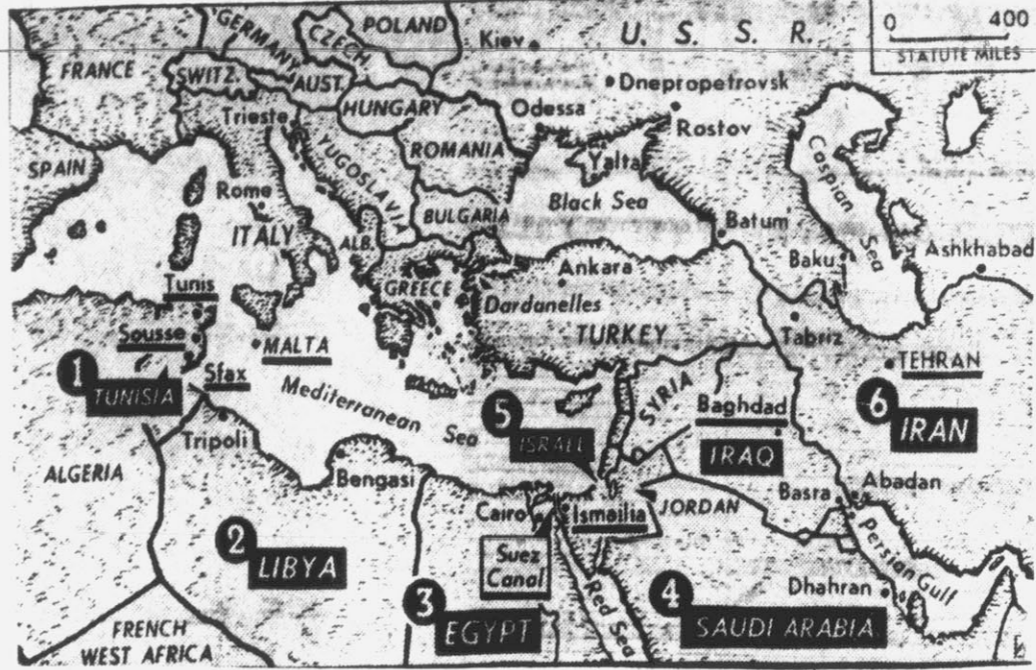 0 400
STATUTE MILES
U. S. S. R.
POLAND
GERMANY
CZECH.
Kiev
FRANCE
SWITZ.
AUST.
HUNGARY
Dnepropetrovsk
Odessa
Rostov
Trieste
ROMANIA
YUGOSLAVIA
SPAIN
Yalta
Caspian
Sea
Rome
ITALY
BULGARIA
Black Sea
Batum
ALB.
Baku
Ashkhabad
Ankara
GREECE
Tunis
Dardanelles
TURKEY
Tabriz
Sousse
MALTA
TEHRAN
1
TUNISIA
Sfax
Mediterranean Sea
5
ISRAEL
SYRIA
Baghdad
IRAQ
6
IRAN
Tripoli
ALGERIA
Bengasi
Basra
Abadan
Cairo
Ismailia
JORDAN
2
LIBYA
Suez
Canal
Persian Gulf
Dhahran
3
EGYPT
Red Sea
4
SAUDI ARABIA
FRENCH
WEST AFRICA